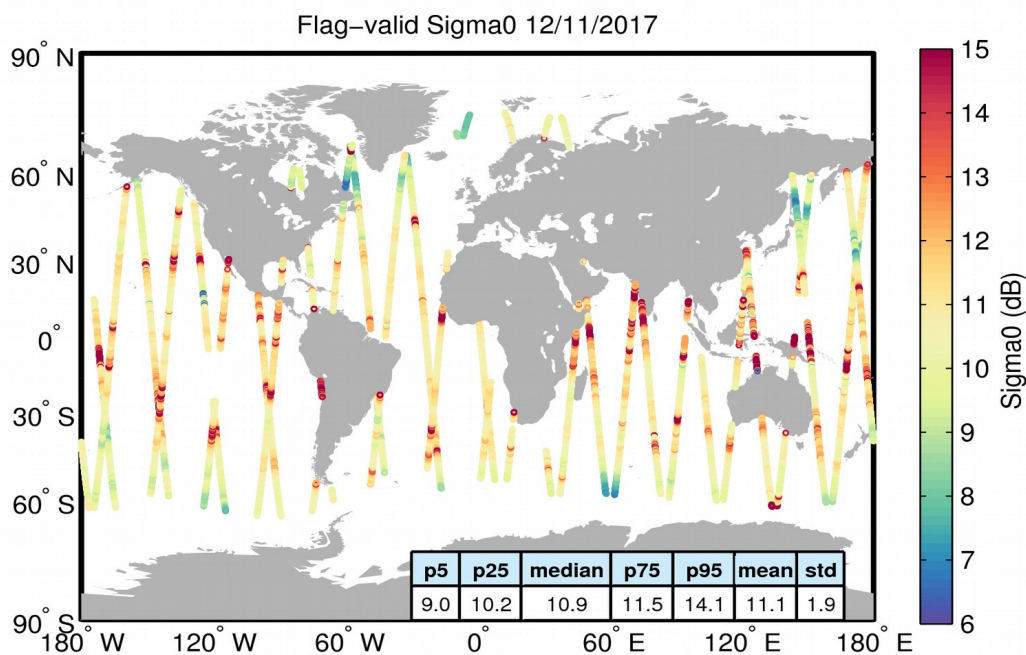 Flag−valid Sigma0 12/11/2017
90° N
60° N
30° N
0°
30° S
60° S
90° S
180° W
120° W
60° W
0°
60° E
120° E
180° E
15
14
13
12
11
10
9
8
7
6
Sigma0 (dB)
p5 p25 median p75 p95 mean std
9.0 10.2 10.9 11.5 14.1 11.1 1.9